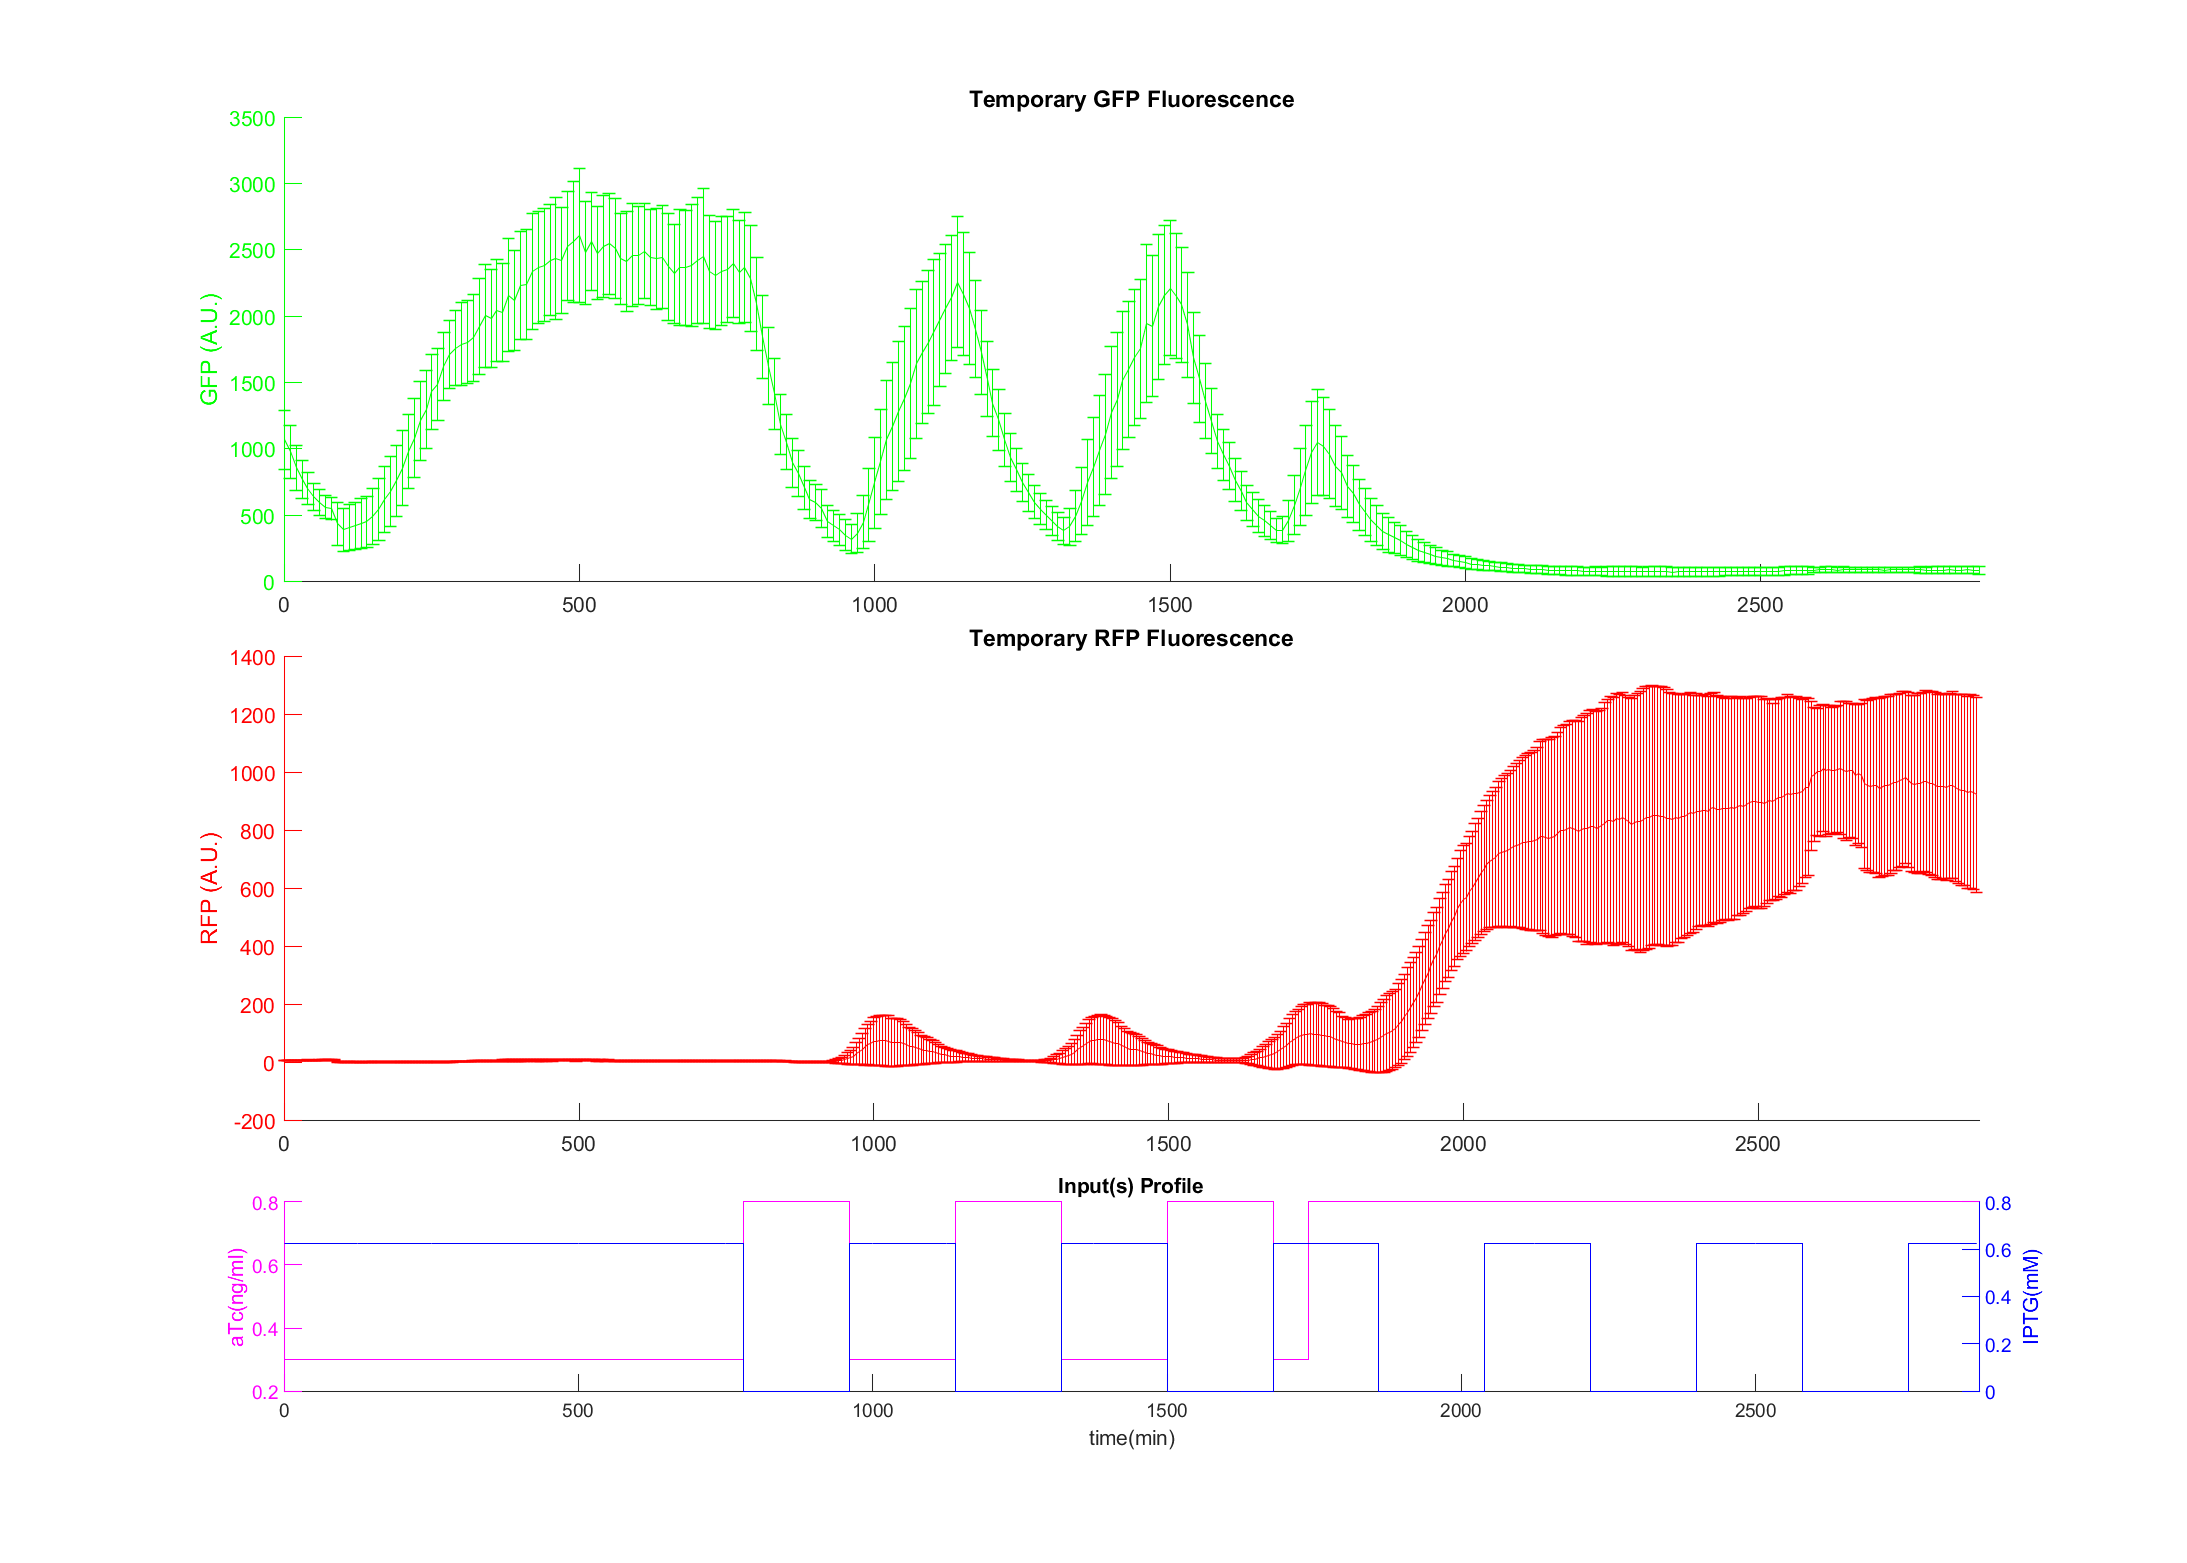 Temporary GFP Fluorescence
GFP (A.U.)
3500
3000
2500
2000
1500
1000
500
0
0 500 1000 1500 2000 2500
Temporary RFP Fluorescence
RFP (A.U.)
1400
1200
1000
800
600
400
200
0
-200
0 500 1000 1500 2000 2500
Input(s) Profile
aTc(ng/ml)
0.8
0.6
0.4
0.2
0.8
0.6
0.4
0.2
0
IPTG(mM)
0 500 1000 1500 2000 2500
time(min)